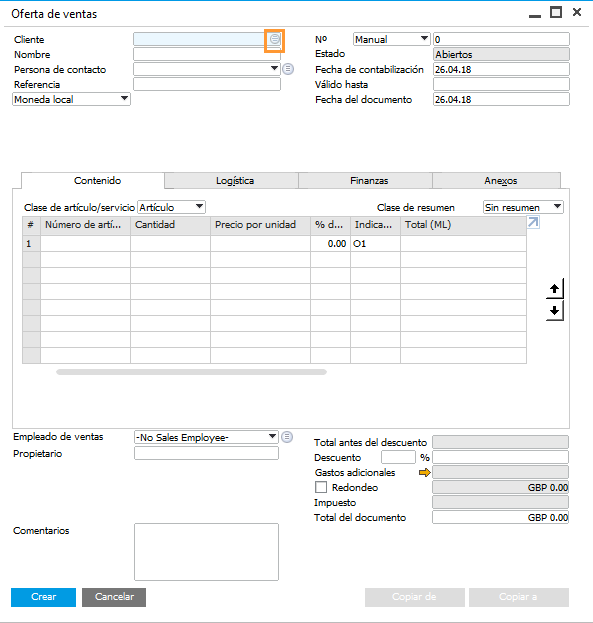 Oferta de ventas
Cliente
Nombre
Persona de contacto
Referencia
Moneda local
Nº Manual 0
Estado Abiertos
Fecha de contabilización 26.04.18
Válido hasta
Fecha del documento 26.04.18
Contenido Logística Finanzas Anexos
Clase de artículo/servicio Artículo Clase de resumen Sin resumen
# Número de artí... Cantidad Precio por unidad % d... Indica... Total (ML)
1 0.00 O1
Empleado de ventas -No Sales Employee-
Propietario
Total antes del descuento
Descuento %
Gastos adicionales
Redondeo GBP 0.00
Impuesto
Total del documento GBP 0.00
Comentarios
Crear Cancelar Copiar de Copiar a